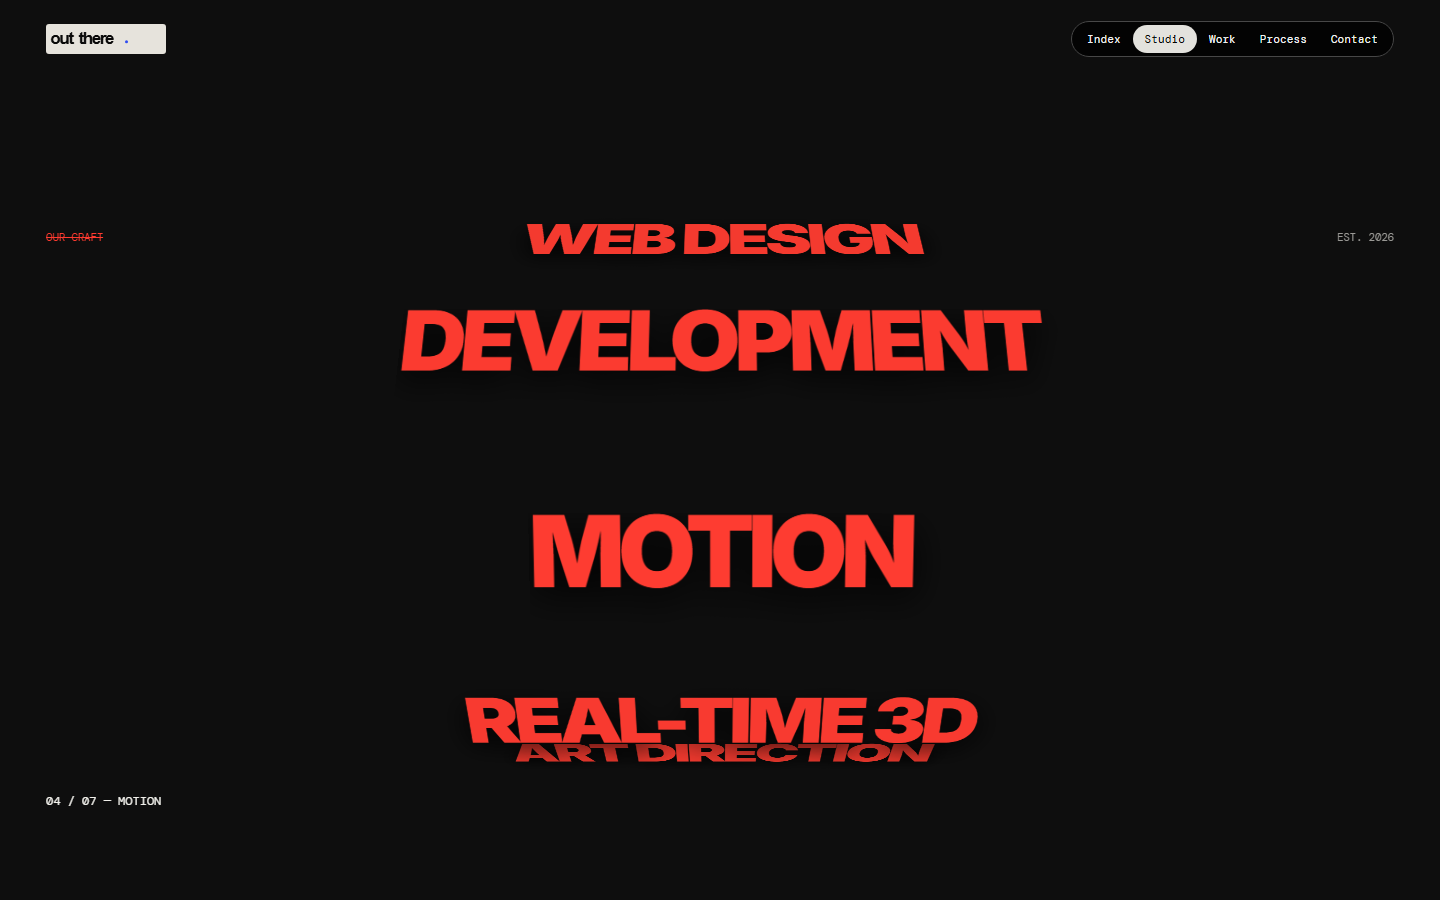 out there .
Index Studio Work Process Contact
OUR CRAFT
WEB DESIGN
EST. 2026
DEVELOPMENT
MOTION
REAL-TIME 3D
ART DIRECTION
04 / 07 — MOTION